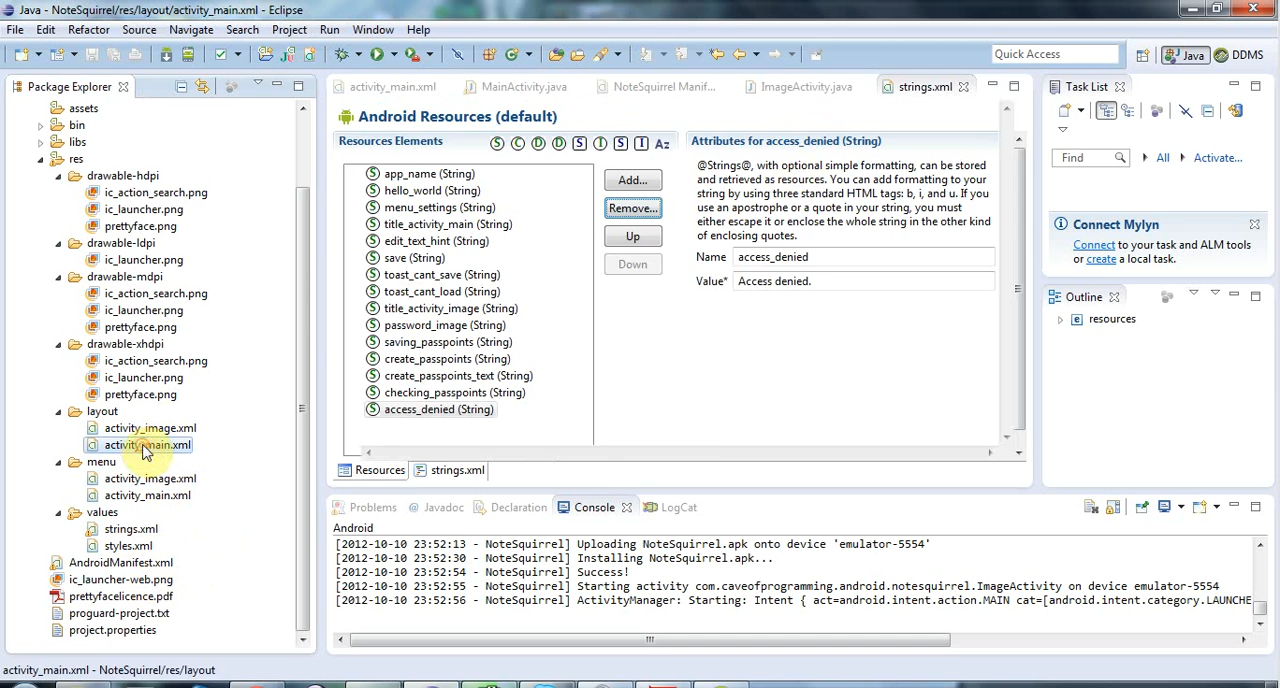 Java - NoteSquirrel/res/layout/activity_main.xml - Eclipse
File Edit Refactor Source Navigate Search Project Run Window Help
Quick Access Java DDMS
Package Explorer
assets
bin
libs
res
drawable-hdpi
ic_action_search.png
ic_launcher.png
prettyface.png
drawable-ldpi
ic_launcher.png
drawable-mdpi
ic_action_search.png
ic_launcher.png
prettyface.png
drawable-xhdpi
ic_action_search.png
ic_launcher.png
prettyface.png
layout
activity_image.xml
activity_main.xml
menu
activity_image.xml
activity_main.xml
values
strings.xml
styles.xml
AndroidManifest.xml
ic_launcher-web.png
prettyfacelicence.pdf
proguard-project.txt
project.properties
activity_main.xml MainActivity.java NoteSquirrel Manif... ImageActivity.java strings.xml
Android Resources (default)
Resources Elements S C D D S I S I Az
app_name (String)
hello_world (String)
menu_settings (String)
title_activity_main (String)
edit_text_hint (String)
save (String)
toast_cant_save (String)
toast_cant_load (String)
title_activity_image (String)
password_image (String)
saving_passpoints (String)
create_passpoints (String)
create_passpoints_text (String)
checking_passpoints (String)
access_denied (String)
Add...
Remove...
Up
Down
Attributes for access_denied (String)
@Strings@, with optional simple formatting, can be stored
and retrieved as resources. You can add formatting to your
string by using three standard HTML tags: b, i, and u. If you
use an apostrophe or a quote in your string, you must
either escape it or enclose the whole string in the other kind
of enclosing quotes.
Name access_denied
Value* Access denied.
Resources strings.xml
Task List
Find All Activate...
Connect Mylyn
Connect to your task and ALM tools
or create a local task.
Outline
resources
Problems @ Javadoc Declaration Console LogCat
Android
[2012-10-10 23:52:13 - NoteSquirrel] Uploading NoteSquirrel.apk onto device 'emulator-5554'
[2012-10-10 23:52:30 - NoteSquirrel] Installing NoteSquirrel.apk...
[2012-10-10 23:52:54 - NoteSquirrel] Success!
[2012-10-10 23:52:55 - NoteSquirrel] Starting activity com.caveofprogramming.android.notesquirrel.ImageActivity on device emulator-5554
[2012-10-10 23:52:56 - NoteSquirrel] ActivityManager: Starting: Intent { act=android.intent.action.MAIN cat=[android.intent.category.LAUNCHE
activity_main.xml - NoteSquirrel/res/layout